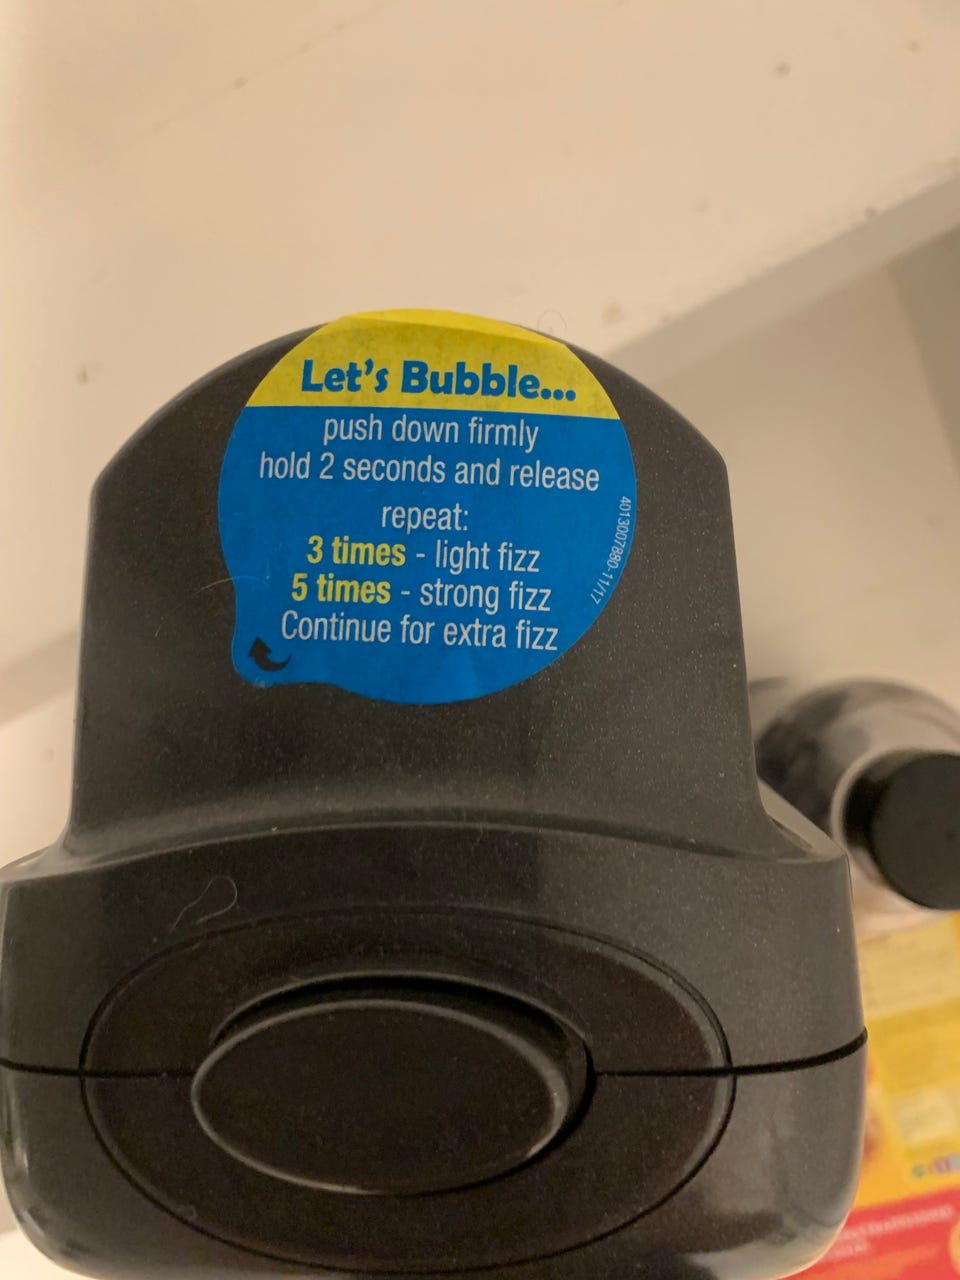 Let's Bubble...
push down firmly
hold 2 seconds and release
repeat:
3 times - light fizz
5 times - strong fizz
Continue for extra fizz
4013007880-11/17